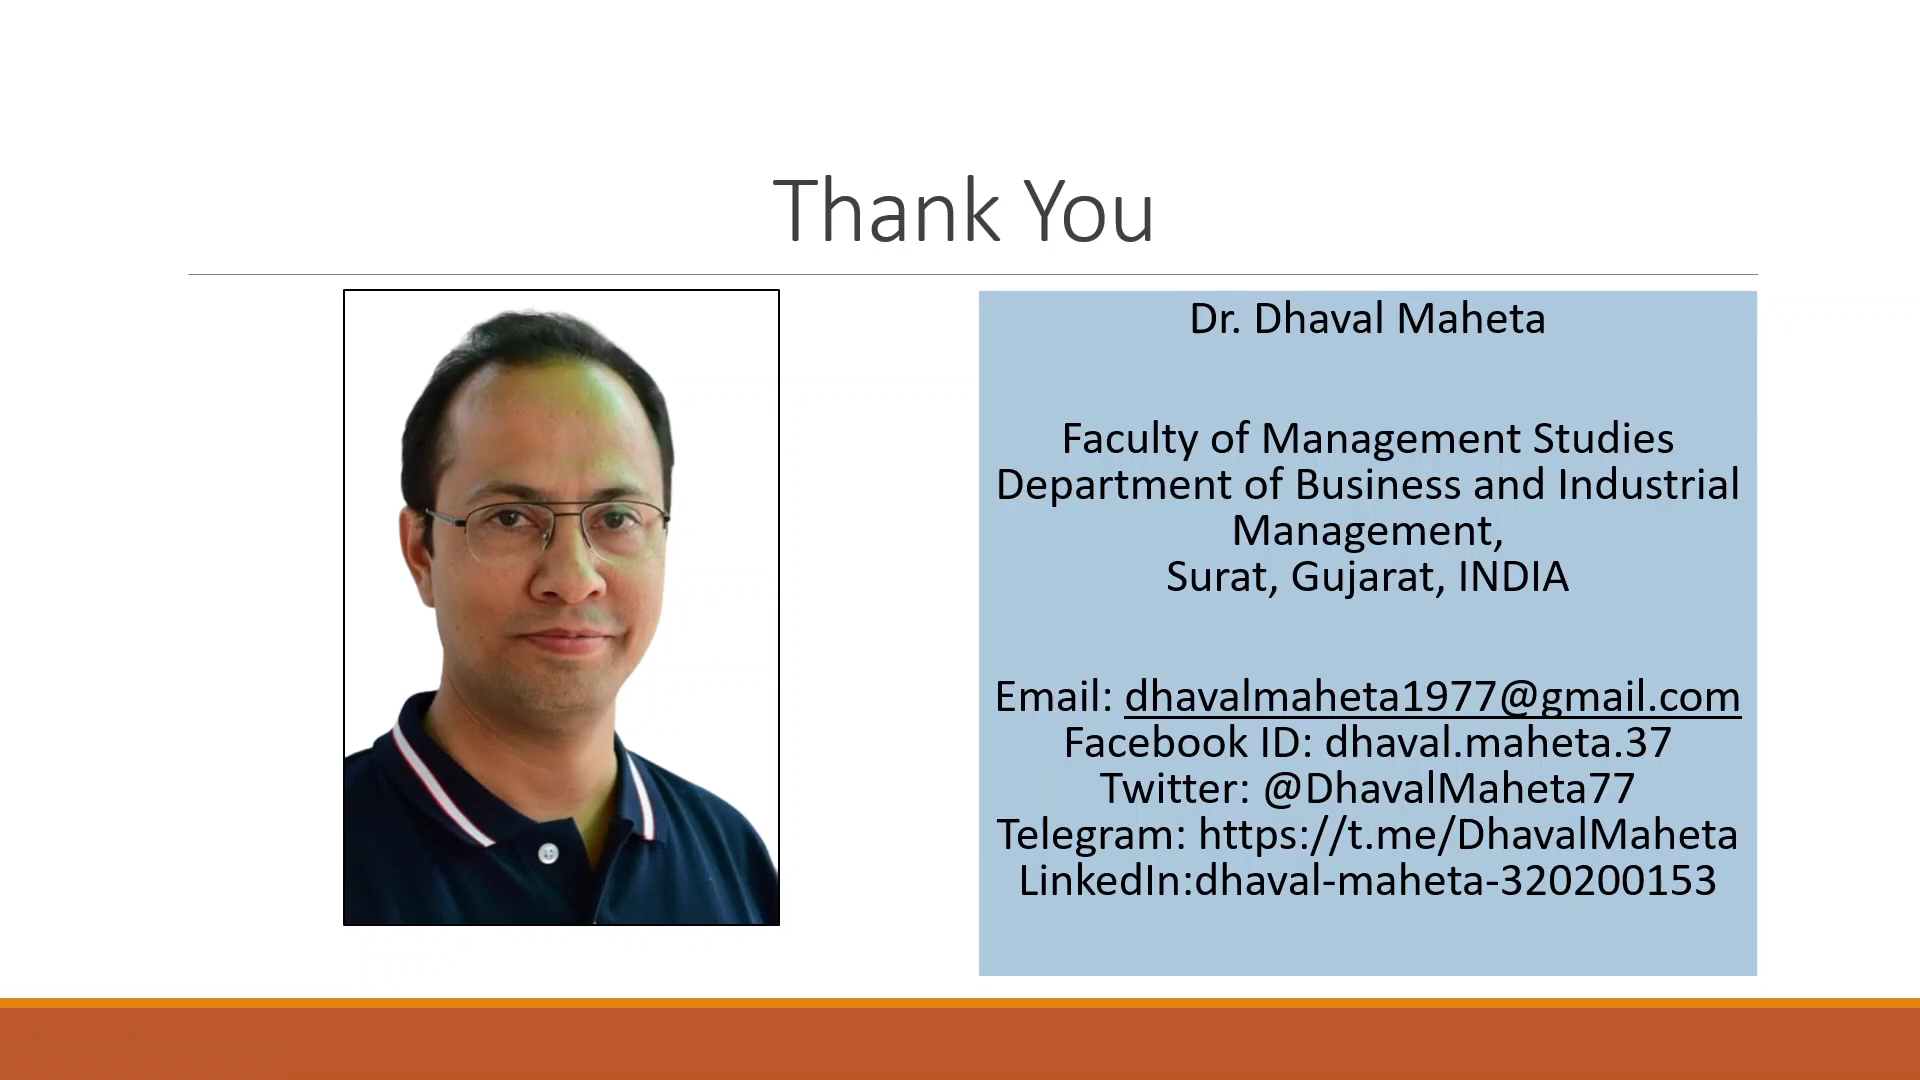 Thank You
Dr. Dhaval Maheta
Faculty of Management Studies
Department of Business and Industrial
Management,
Surat, Gujarat, INDIA
Email: dhavalmaheta1977@gmail.com
Facebook ID: dhaval.maheta.37
Twitter: @DhavalMaheta77
Telegram: https://t.me/DhavalMaheta
LinkedIn:dhaval-maheta-320200153